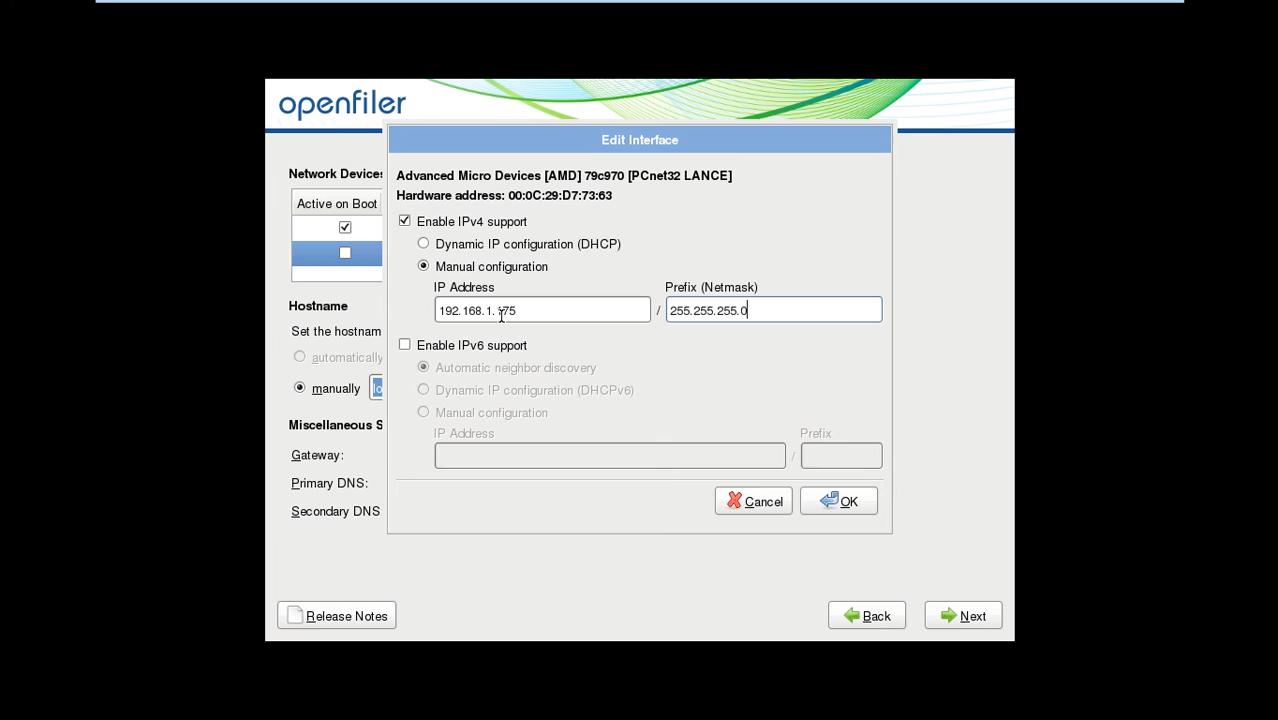 openfiler
Edit Interface
Network Devices
Active on Boot
Advanced Micro Devices [AMD] 79c970 [PCnet32 LANCE]
Hardware address: 00:0C:29:D7:73:63
Enable IPv4 support
Dynamic IP configuration (DHCP)
Manual configuration
IP Address
Prefix (Netmask)
192.168.1.175
/
255.255.255.0
Enable IPv6 support
Automatic neighbor discovery
Dynamic IP configuration (DHCPv6)
Manual configuration
IP Address
Prefix
/
Cancel
OK
Hostname
Set the hostnam
automatically
manually
Miscellaneous S
Gateway:
Primary DNS:
Secondary DNS
Release Notes
Back
Next